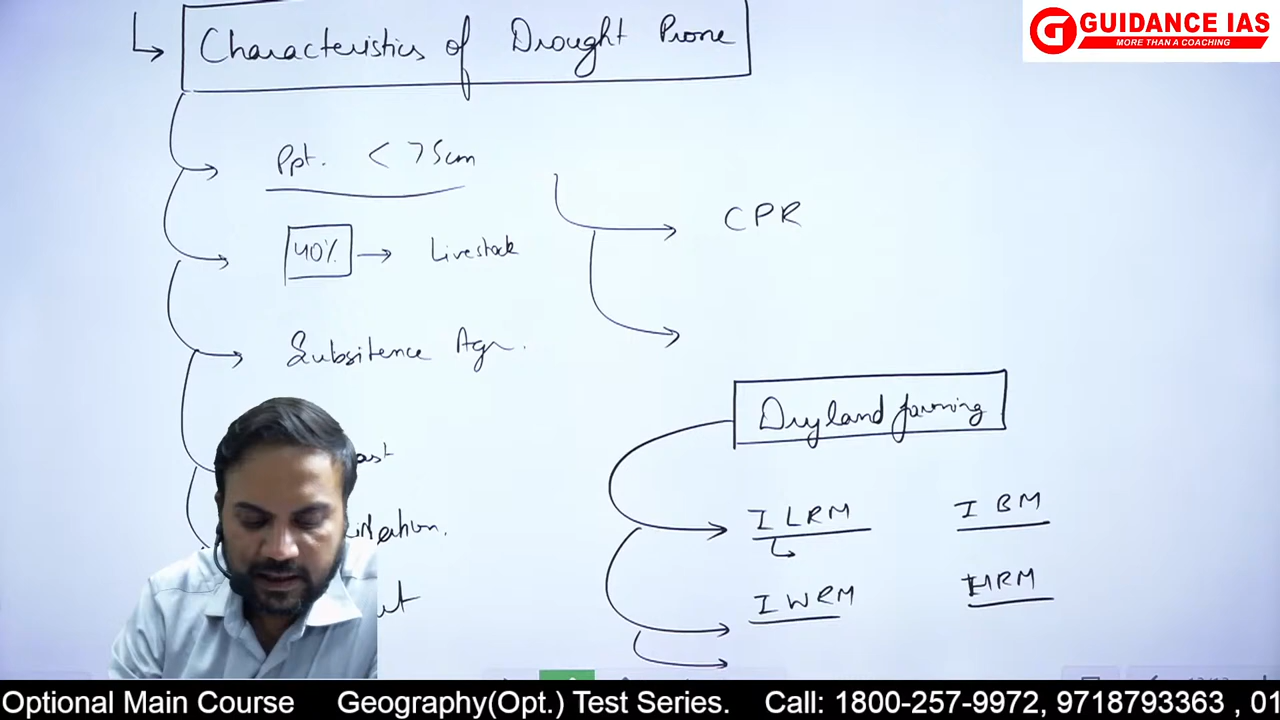 GUIDANCE IAS
MORE THAN A COACHING
Characteristics of Drought Prone
Ppt. < 75cm
40% → Livestock
Subsitence Agr.
CPR
Dryland farming
ILRM
IBM
IWRM
HRM
Optional Main Course Geography(Opt.) Test Series. Call: 1800-257-9972, 9718793363 , 01